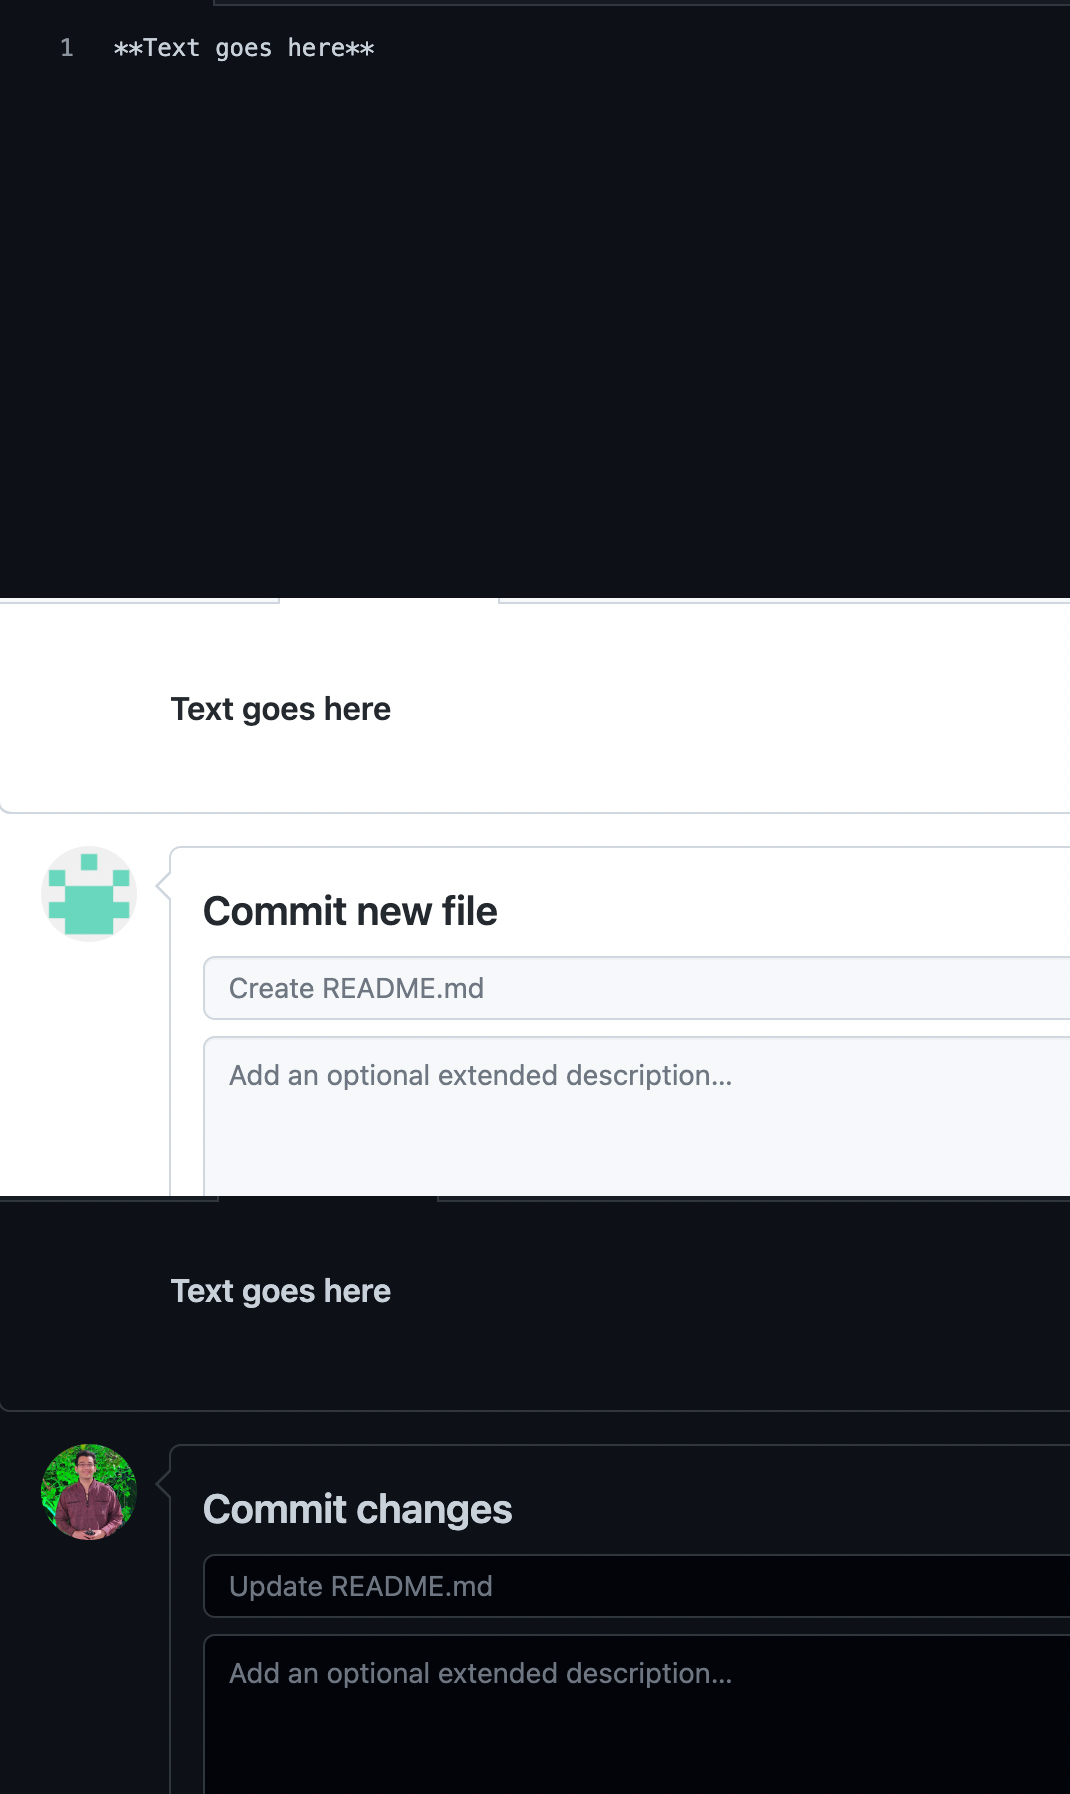 1 **Text goes here**
Text goes here
Commit new file
Create README.md
Add an optional extended description...
Text goes here
Commit changes
Update README.md
Add an optional extended description...